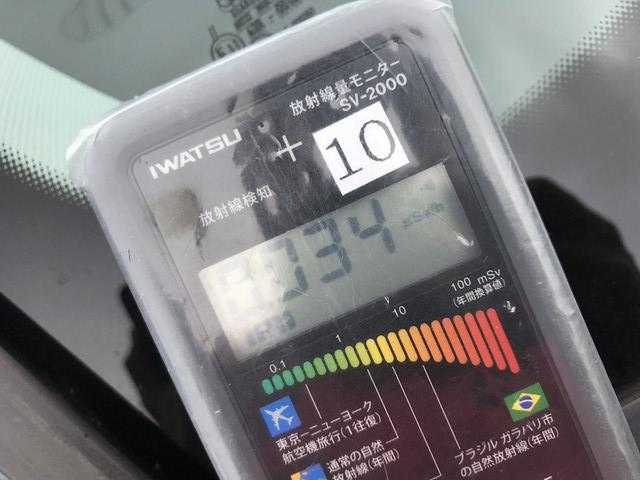 放射線量モニター
SV-2000
IWATSU
+
10
放射線検知
0.034
0.1 1 10 100 mSv
(年間換算値)
東京-ニューヨーク
航空機旅行(1往復)
通常の自然
放射線(年間)
ブラジル ガラパリ市
の自然放射線(年間)